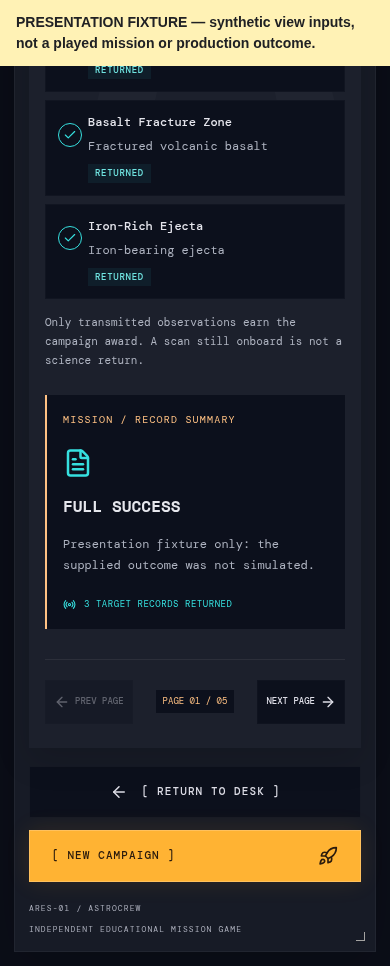 PRESENTATION FIXTURE — synthetic view inputs,
not a played mission or production outcome.
RETURNED
Basalt Fracture Zone
Fractured volcanic basalt
RETURNED
Iron-Rich Ejecta
Iron-bearing ejecta
RETURNED
Only transmitted observations earn the
campaign award. A scan still onboard is not a
science return.
MISSION / RECORD SUMMARY
FULL SUCCESS
Presentation fixture only: the
supplied outcome was not simulated.
3 TARGET RECORDS RETURNED
PREV PAGE
PAGE 01 / 05
NEXT PAGE
[ RETURN TO DESK ]
[ NEW CAMPAIGN ]
ARES-01 / ASTROCREW
INDEPENDENT EDUCATIONAL MISSION GAME